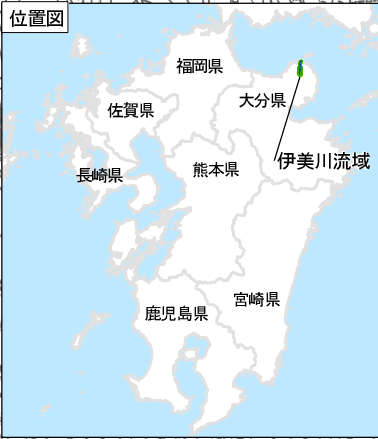 位置図
福岡県
大分県
佐賀県
伊美川流域
熊本県
長崎県
宮崎県
鹿児島県